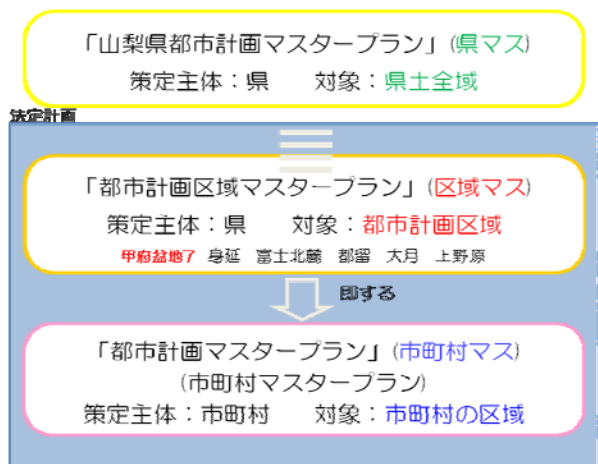 「山梨県都市計画マスタープラン」(県マス)
策定主体：県　　対象：県土全域
法定計画
「都市計画区域マスタープラン」(区域マス)
策定主体：県　　対象：都市計画区域
甲府盆地7　身延　富士北麓　都留　大月　上野原
即する
「都市計画マスタープラン」(市町村マス)
(市町村マスタープラン)
策定主体：市町村　　対象：市町村の区域